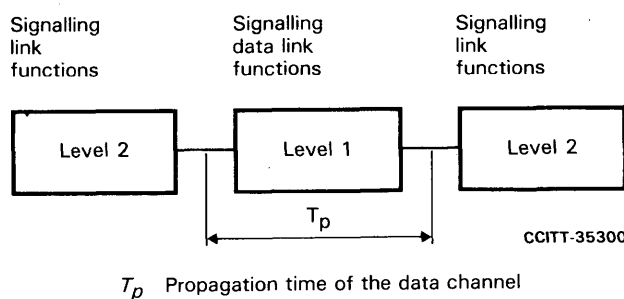 Signalling
link
functions
Signalling
data link
functions
Signalling
link
functions
Level 2
Level 1
Level 2
Tp
CCITT-35300
Tp Propagation time of the data channel